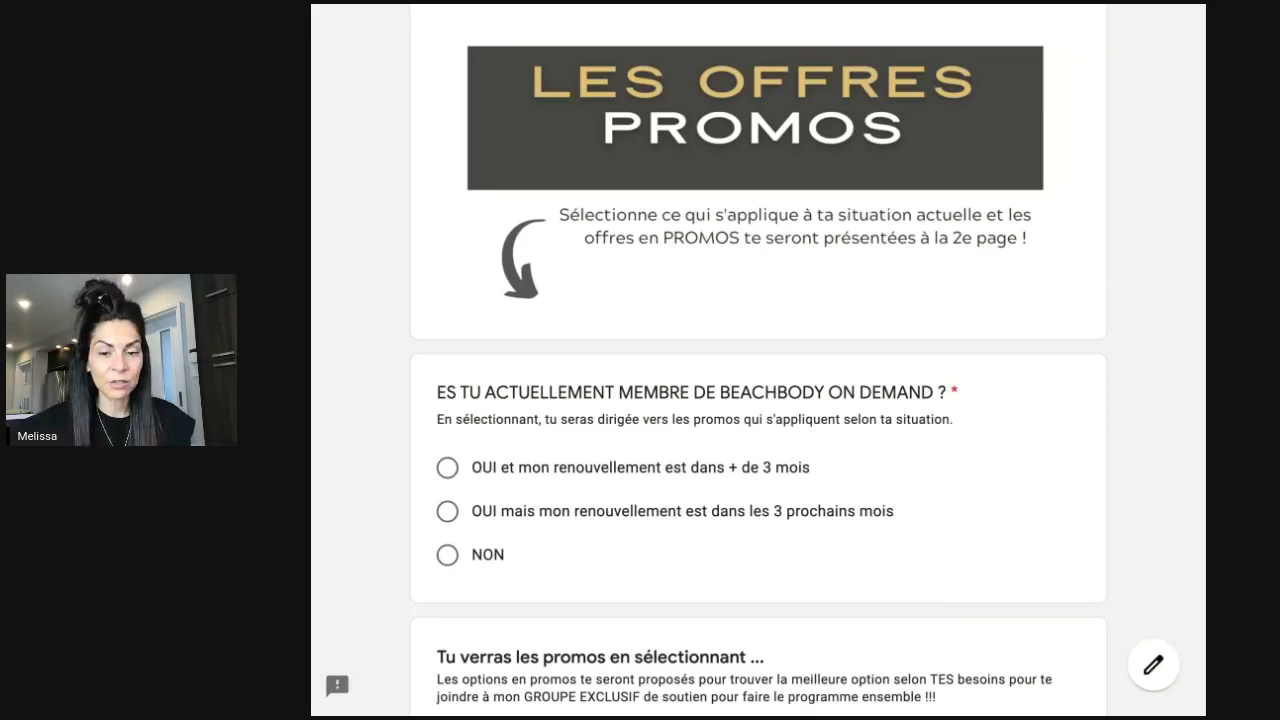 LES OFFRES
PROMOS
Sélectionne ce qui s'applique à ta situation actuelle et les
offres en PROMOS te seront présentées à la 2e page !
ES TU ACTUELLEMENT MEMBRE DE BEACHBODY ON DEMAND ? *
En sélectionnant, tu seras dirigée vers les promos qui s'appliquent selon ta situation.
OUI et mon renouvellement est dans + de 3 mois
OUI mais mon renouvellement est dans les 3 prochains mois
NON
Tu verras les promos en sélectionnant ...
Les options en promos te seront proposés pour trouver la meilleure option selon TES besoins pour te
joindre à mon GROUPE EXCLUSIF de soutien pour faire le programme ensemble !!!
Melissa